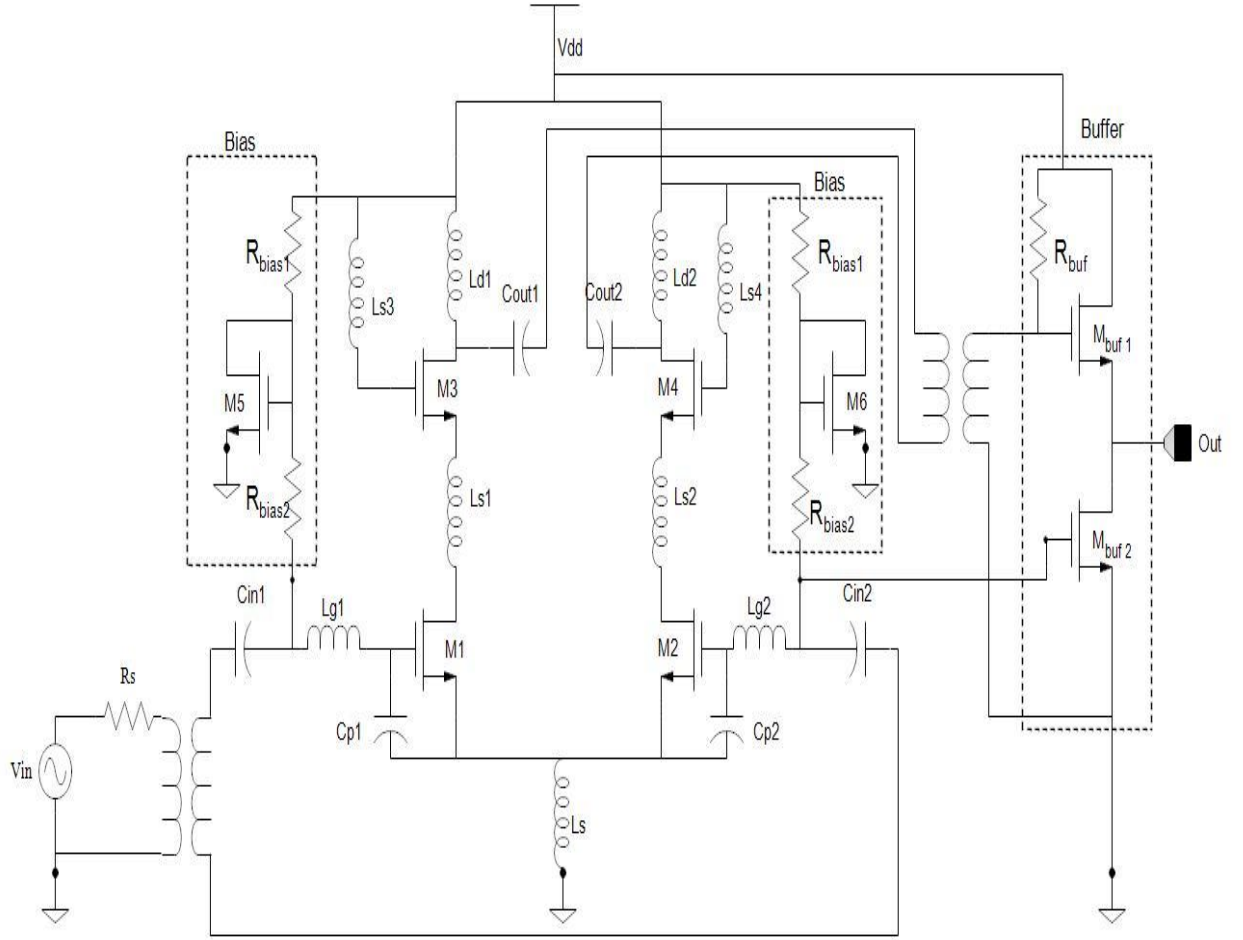 Vdd
Bias
Buffer
Bias
Rbias1
Ls3
Ld1
Cout1
Cout2
Ld2
Ls4
Rbias1
Rbuf
Mbuf 1
M5
M3
M4
M6
Out
Rbias2
Ls1
Ls2
Rbias2
Mbuf 2
Cin1
Lg1
Lg2
Cin2
M1
M2
Rs
Cp1
Cp2
Vin
Ls